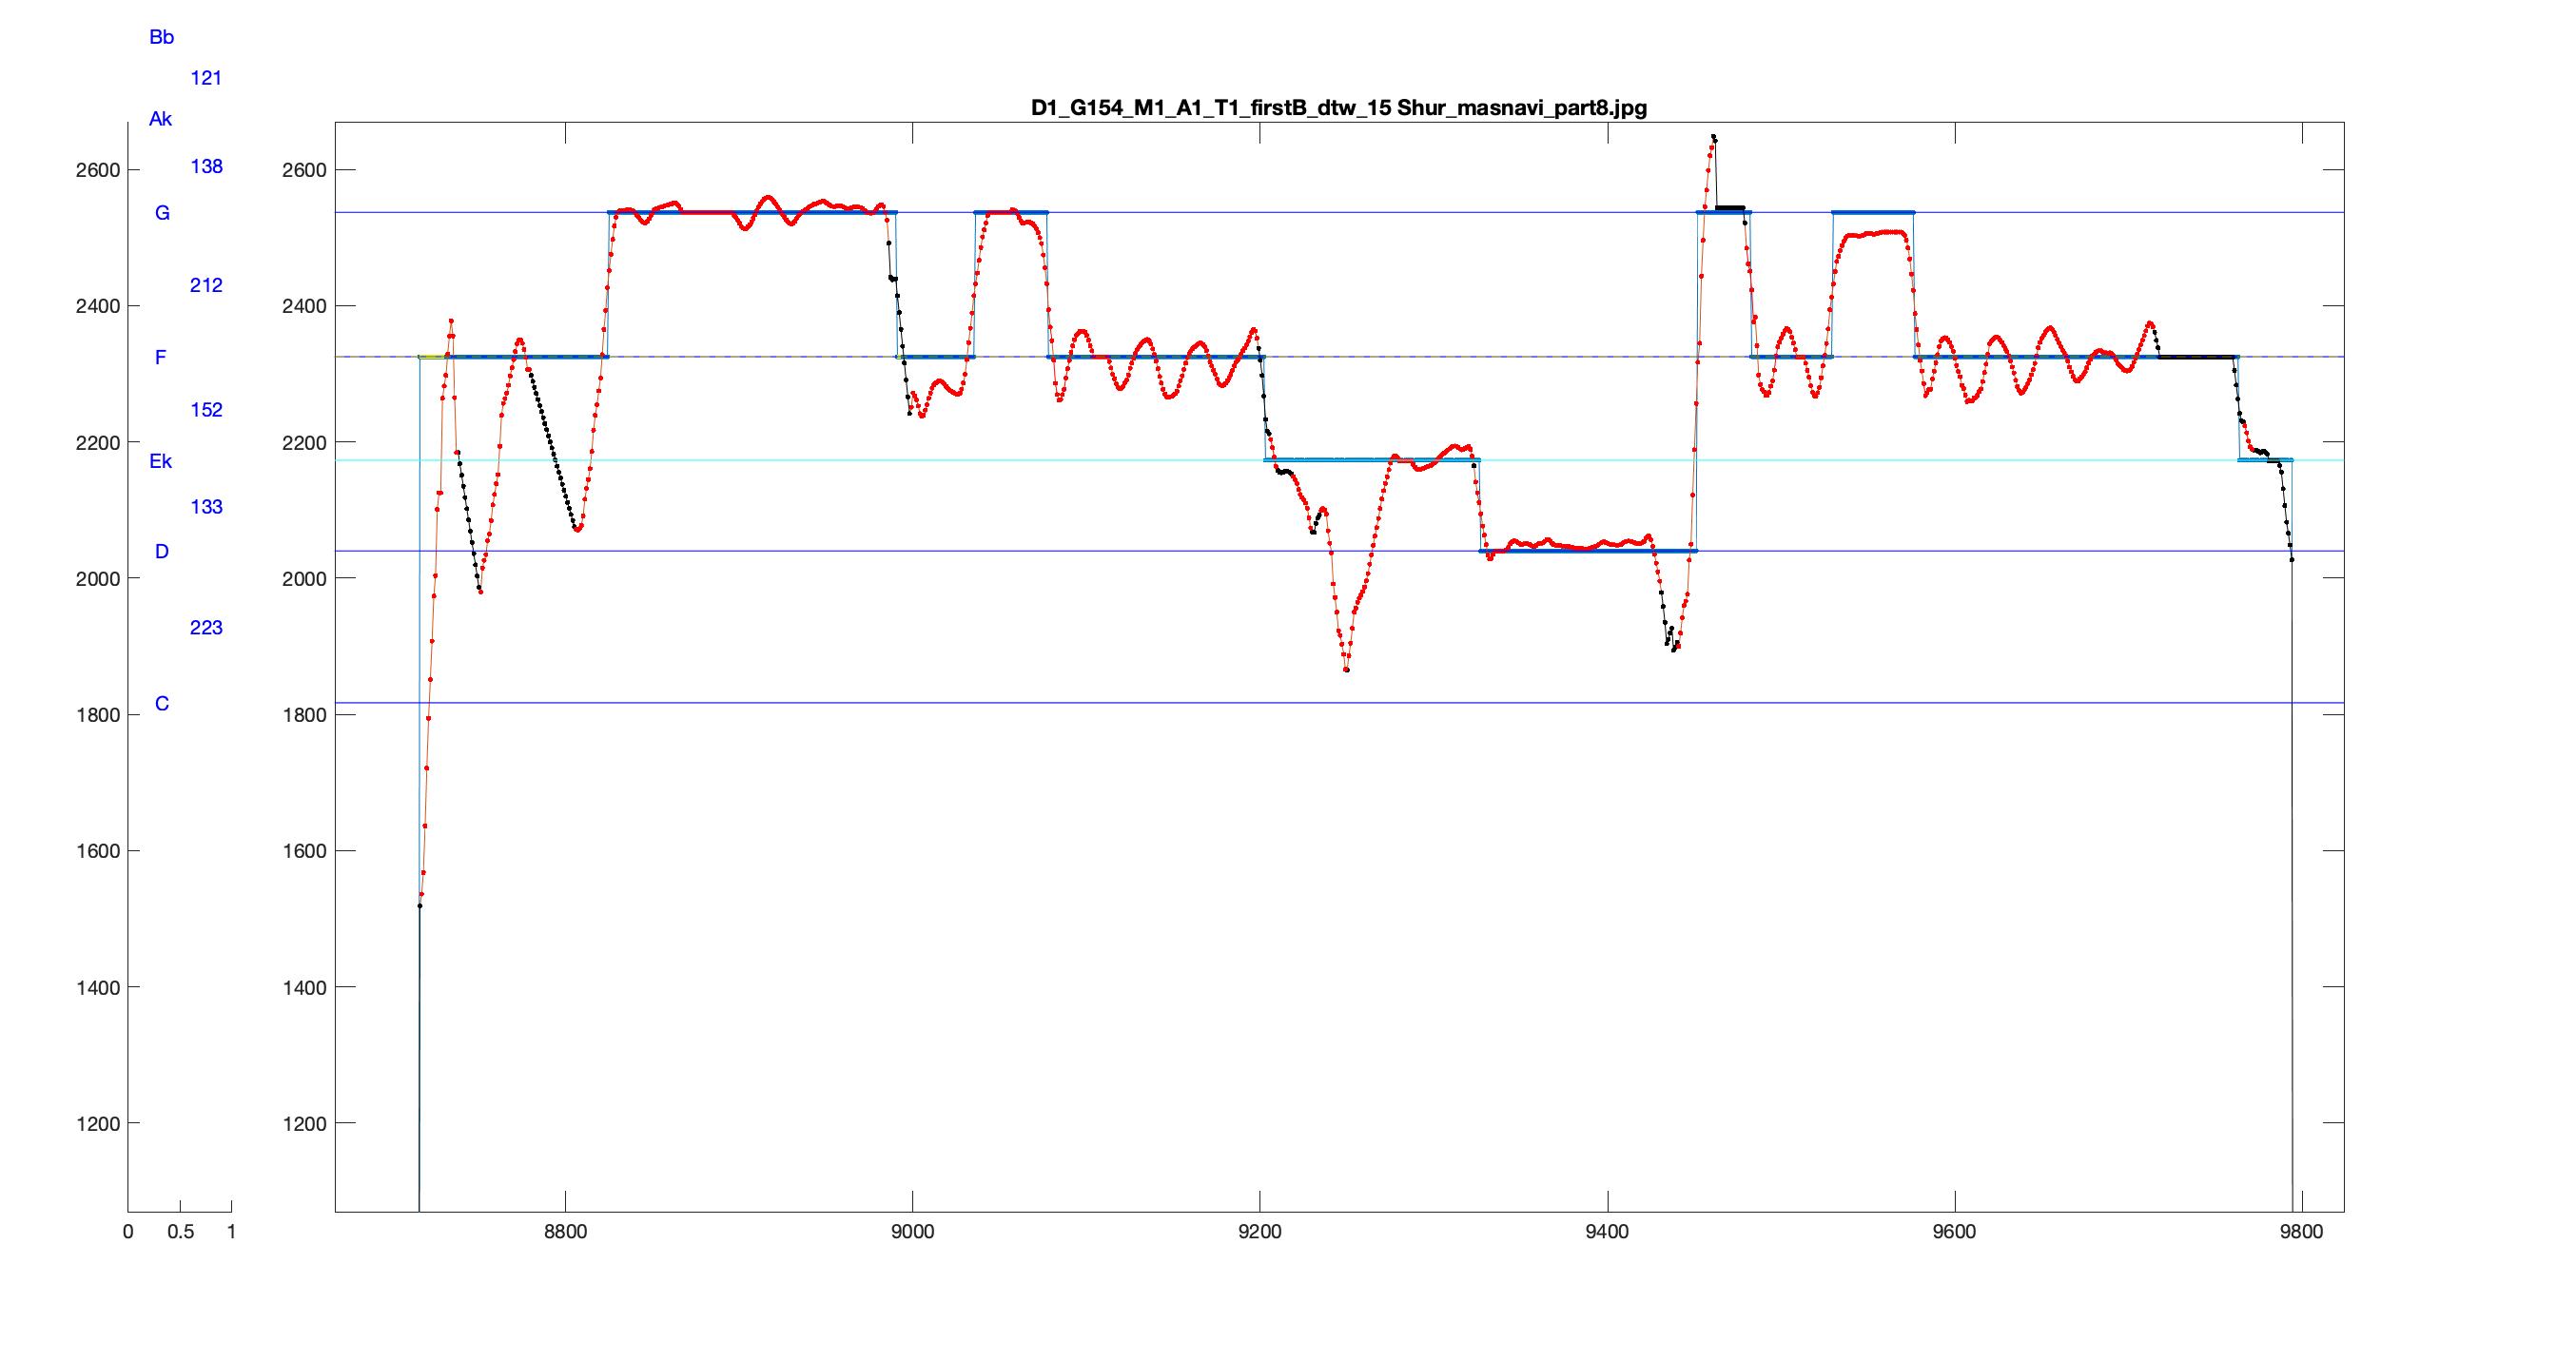 Bb
121
D1_G154_M1_A1_T1_firstB_dtw_15 Shur_masnavi_part8.jpg
Ak
2600 138 2600
G
212
2400 2400
F
152
2200 Ek 2200
133
D
2000 2000
223
C
1800 1800
1600 1600
1400 1400
1200 1200
0 0.5 1 8800 9000 9200 9400 9600 9800